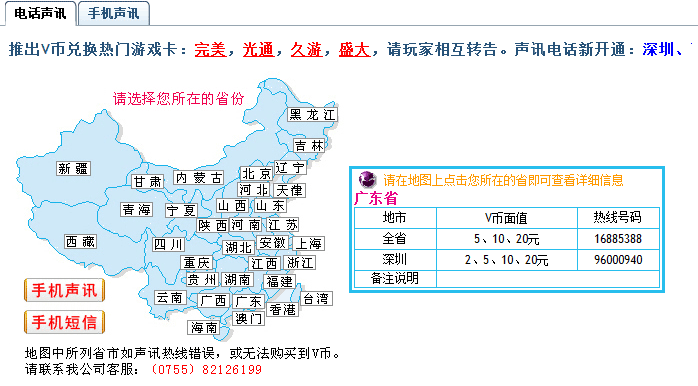 电话声讯 手机声讯
推出V币兑换热门游戏卡：完美，光通，久游，盛大，请玩家相互转告。声讯电话新开通：深圳、
请选择您所在的省份
黑龙江
吉林
辽宁
新疆
甘肃
内蒙古
北京
河北
天津
青海
宁夏
山西
山东
陕西
河南
江苏
西藏
四川
湖北
安徽
上海
重庆
江西
浙江
贵州
湖南
福建
云南
广西
广东
台湾
香港
澳门
海南
手机声讯
手机短信
请在地图上点击您所在的省即可查看详细信息
广东省
地市 V币面值 热线号码
全省 5、10、20元 16885388
深圳 2、5、10、20元 96000940
备注说明
地图中所列省市如声讯热线错误，或无法购买到V币。
请联系我公司客服：（0755）82126199